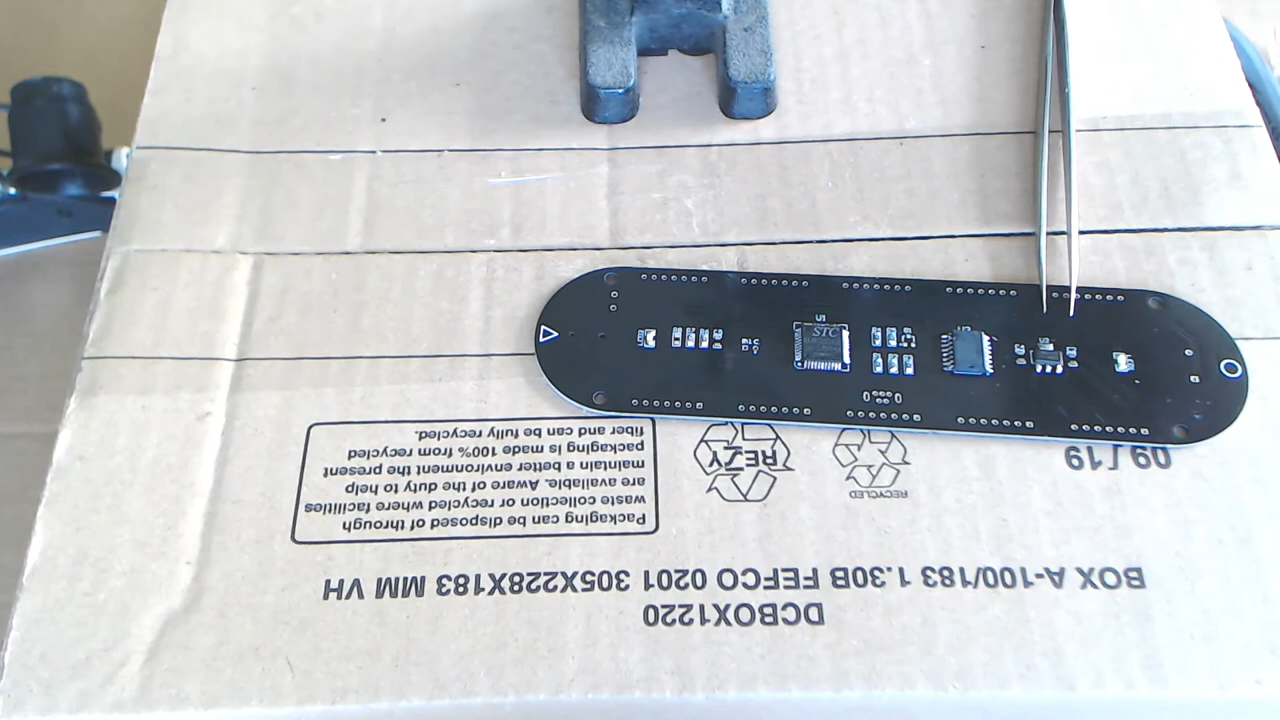 STC
09/19
RESY
RECYCLED
Packaging can be disposed of through
waste collection or recycled where facilities
are available. Aware of the duty to help
maintain a better environment the present
packaging is made 100% from recycled
fiber and can be fully recycled.
BOX A-100/183 1.30B FEFCO 0201 305X228X183 MM VH
DCBOX1220